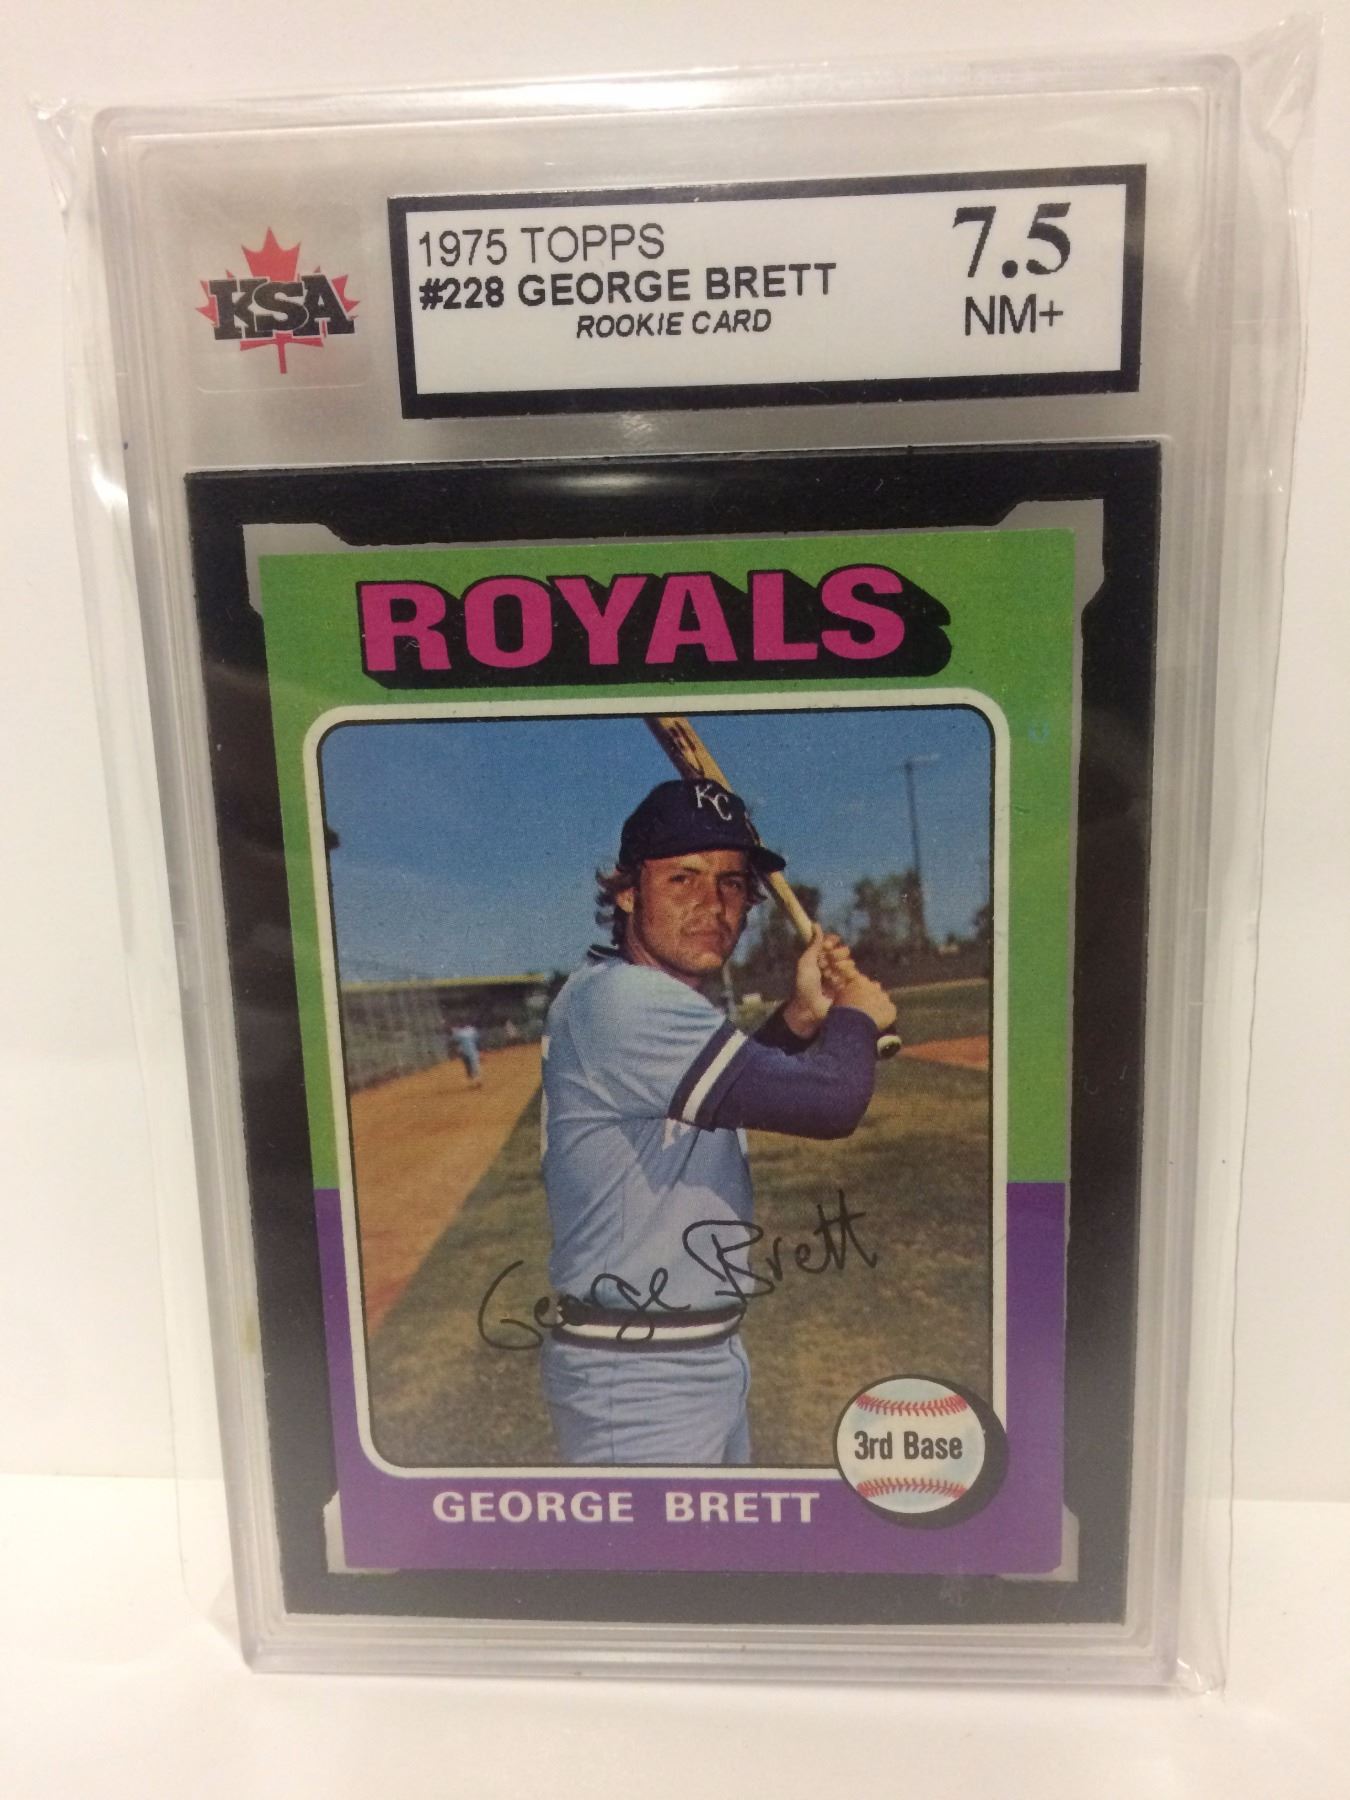 KSA
1975 TOPPS
#228 GEORGE BRETT
ROOKIE CARD
7.5
NM+
ROYALS
KC
George Brett
3rd Base
GEORGE BRETT